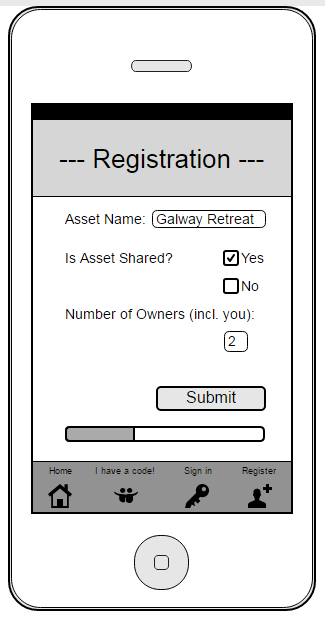 --- Registration ---
Asset Name: Galway Retreat
Is Asset Shared? Yes
No
Number of Owners (incl. you):
2
Submit
Home I have a code! Sign in Register